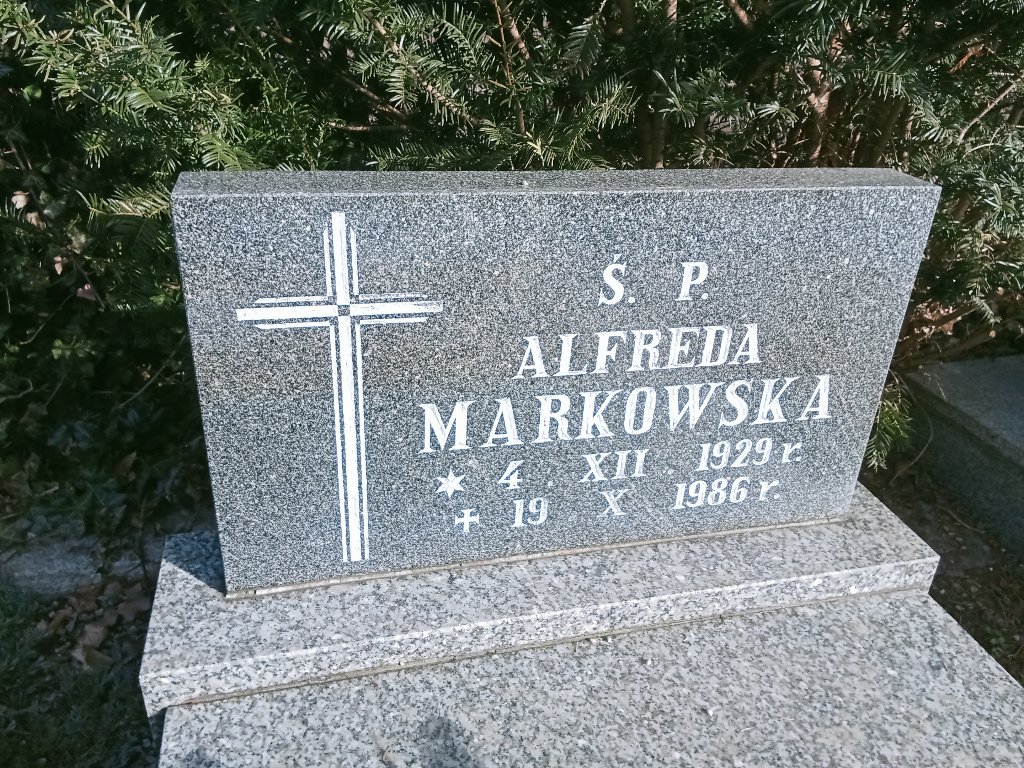 Ś. P.
ALFREDA
MARKOWSKA
* 4. XII. 1929 r.
+ 19 X 1986 r.